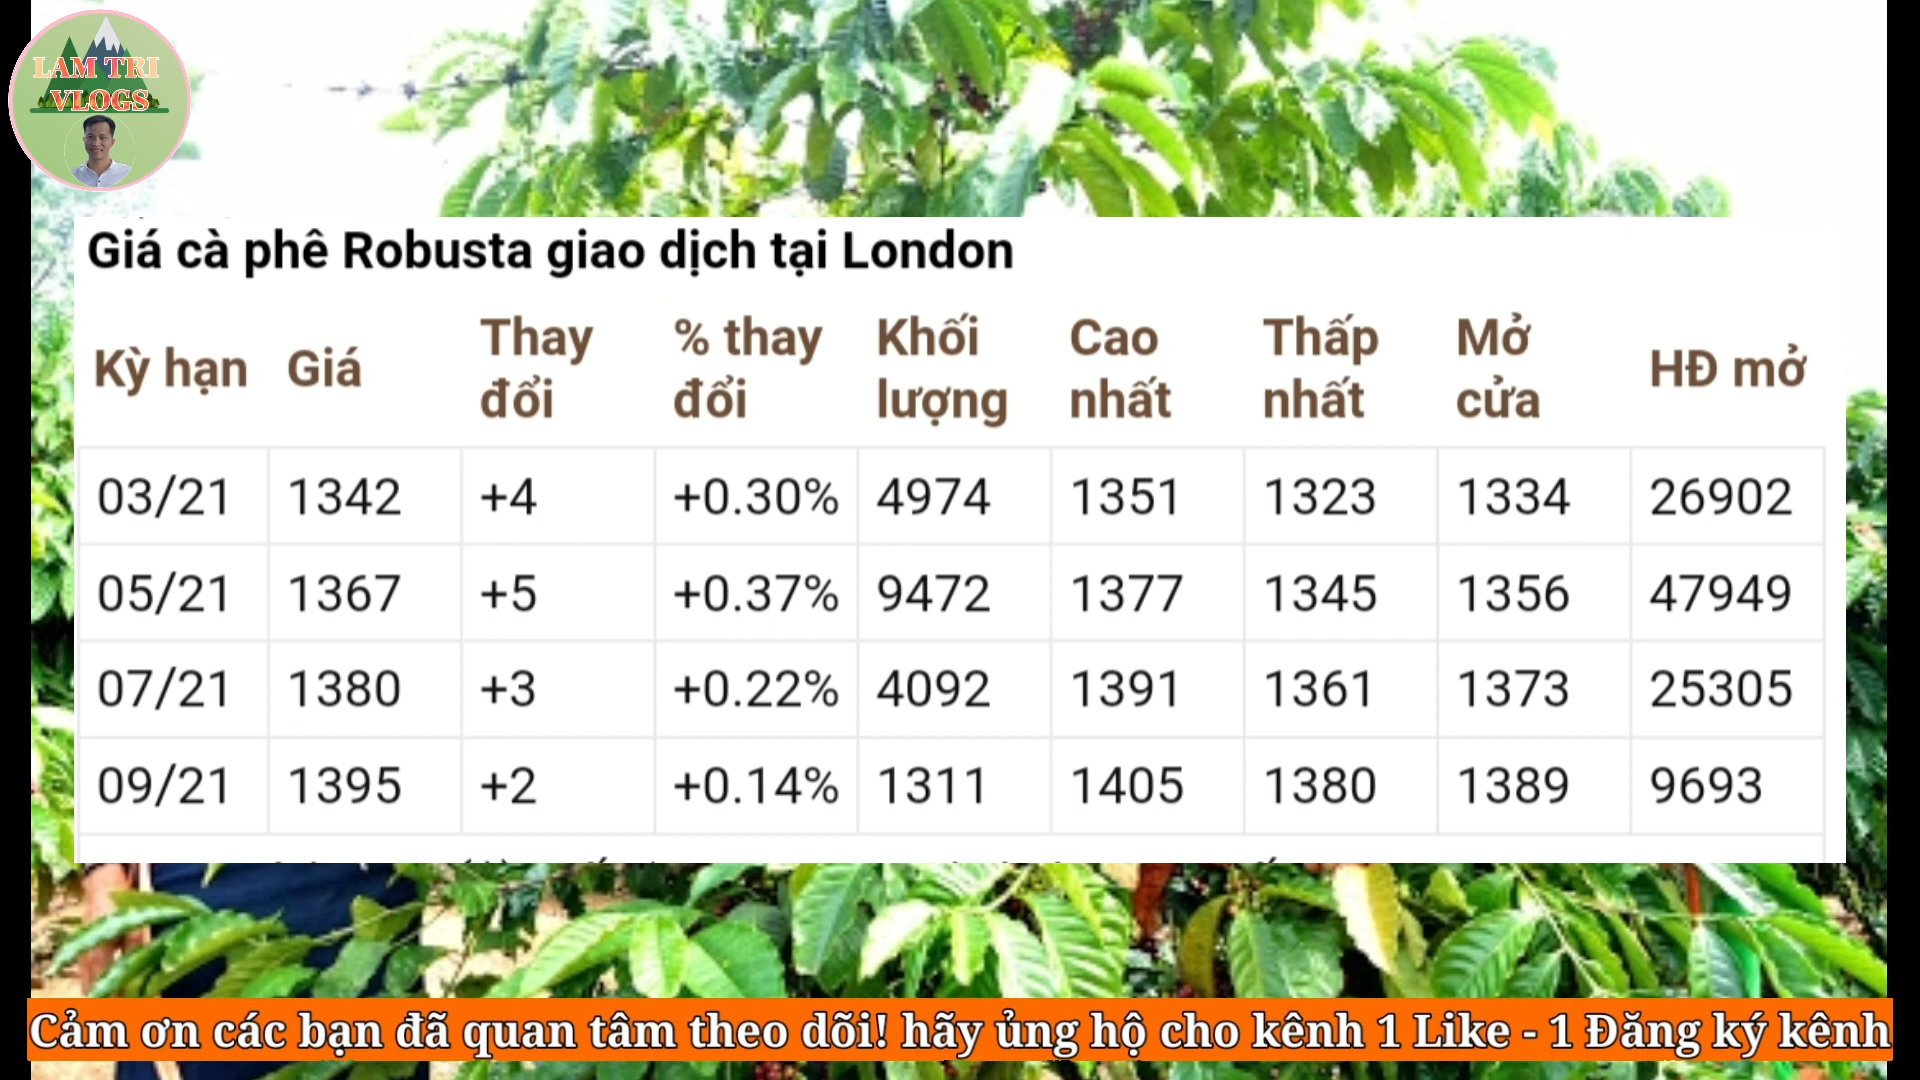 LAM TRI
VLOGS
Giá cà phê Robusta giao dịch tại London
Kỳ hạn Giá Thay đổi % thay đổi Khối lượng Cao nhất Thấp nhất Mở cửa HĐ mở
03/21 1342 +4 +0.30% 4974 1351 1323 1334 26902
05/21 1367 +5 +0.37% 9472 1377 1345 1356 47949
07/21 1380 +3 +0.22% 4092 1391 1361 1373 25305
09/21 1395 +2 +0.14% 1311 1405 1380 1389 9693
Cảm ơn các bạn đã quan tâm theo dõi! hãy ủng hộ cho kênh 1 Like - 1 Đăng ký kênh